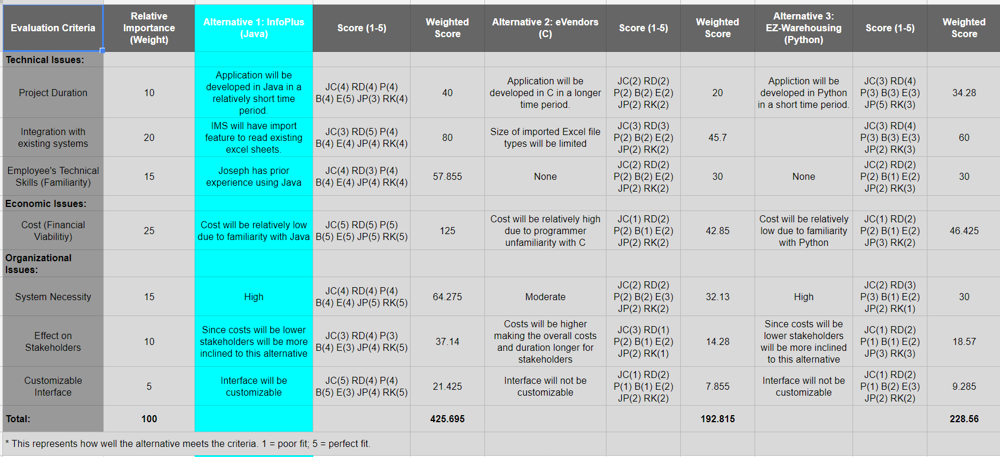 Evaluation Criteria
Relative
Importance
(Weight)
Alternative 1: InfoPlus
(Java)
Score (1-5)
Weighted
Score
Alternative 2: eVendors
(C)
Score (1-5)
Weighted
Score
Alternative 3:
EZ-Warehousing
(Python)
Score (1-5)
Weighted
Score
Technical Issues:
Project Duration
10
Application will be
developed in Java in a
relatively short time
period.
JC(4) RD(4) P(4)
B(4) E(5) JP(3) RK(4)
40
Application will be
developed in C in a longer
time period.
JC(2) RD(2)
P(2) B(2) E(2)
JP(2) RK(2)
20
Appliction will be
developed in Python
in a short time period.
JC(3) RD(4)
P(3) B(3) E(3)
JP(5) RK(3)
34.28
Integration with
existing systems
20
IMS will have import
feature to read existing
excel sheets.
JC(3) RD(5) P(4)
B(4) E(4) JP(4) RK(4)
80
Size of imported Excel file
types will be limited
JC(3) RD(3)
P(2) B(2) E(2)
JP(2) RK(2)
45.7
JC(3) RD(4)
P(3) B(3) E(3)
JP(2) RK(3)
60
Employee's Technical
Skills (Familiarity)
15
Joseph has prior
experience using Java
JC(4) RD(3) P(4)
B(4) E(4) JP(4) RK(4)
57.855
None
JC(2) RD(2)
P(2) B(2) E(2)
JP(2) RK(2)
30
None
JC(2) RD(2)
P(2) B(1) E(2)
JP(2) RK(3)
30
Economic Issues:
Cost (Financial
Viabilitiy)
25
Cost will be relatively low
due to familiarity with Java
JC(5) RD(5) P(5)
B(5) E(5) JP(5) RK(5)
125
Cost will be relatively high
due to programmer
unfamiliarity with C
JC(1) RD(2)
P(2) B(1) E(2)
JP(2) RK(2)
42.85
Cost will be relatively
low due to familiarity
with Python
JC(1) RD(2)
P(2) B(1) E(2)
JP(3) RK(2)
46.425
Organizational
Issues:
System Necessity
15
High
JC(4) RD(4) P(4)
B(4) E(4) JP(5) RK(5)
64.275
Moderate
JC(2) RD(2)
P(2) B(2) E(3)
JP(2) RK(2)
32.13
High
JC(2) RD(3)
P(3) B(1) E(2)
JP(2) RK(1)
30
Effect on
Stakeholders
10
Since costs will be lower
stakeholders will be more
inclined to this alternative
JC(3) RD(4) P(3)
B(4) E(3) JP(4) RK(5)
37.14
Costs will be higher
making the overall costs
and duration longer for
stakeholders
JC(3) RD(1)
P(2) B(1) E(2)
JP(2) RK(1)
14.28
Since costs will be
lower stakeholders
will be more inclined
to this alternative
JC(1) RD(2)
P(1) B(1) E(2)
JP(3) RK(3)
18.57
Customizable
Interface
5
Interface will be
customizable
JC(5) RD(4) P(4)
B(5) E(3) JP(4) RK(5)
21.425
Interface will not be
customizable
JC(1) RD(2)
P(1) B(1) E(2)
JP(2) RK(2)
7.855
Interface will not be
customizable
JC(1) RD(2)
P(1) B(2) E(3)
JP(2) RK(2)
9.285
Total:
100
425.695
192.815
228.56
* This represents how well the alternative meets the criteria. 1 = poor fit; 5 = perfect fit.